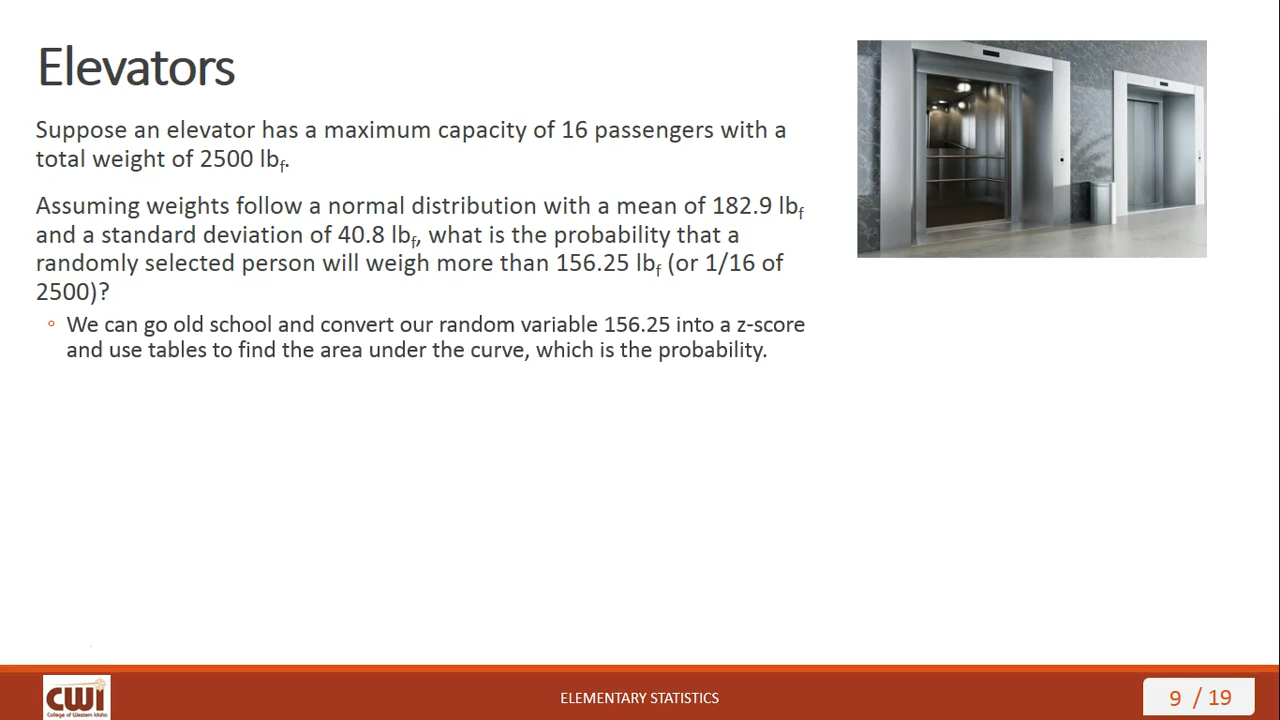 Elevators
Suppose an elevator has a maximum capacity of 16 passengers with a
total weight of 2500 lbf.
Assuming weights follow a normal distribution with a mean of 182.9 lbf
and a standard deviation of 40.8 lbf, what is the probability that a
randomly selected person will weigh more than 156.25 lbf (or 1/16 of
2500)?
◦ We can go old school and convert our random variable 156.25 into a z-score
and use tables to find the area under the curve, which is the probability.
CWI
College of Western Idaho
ELEMENTARY STATISTICS
9 / 19